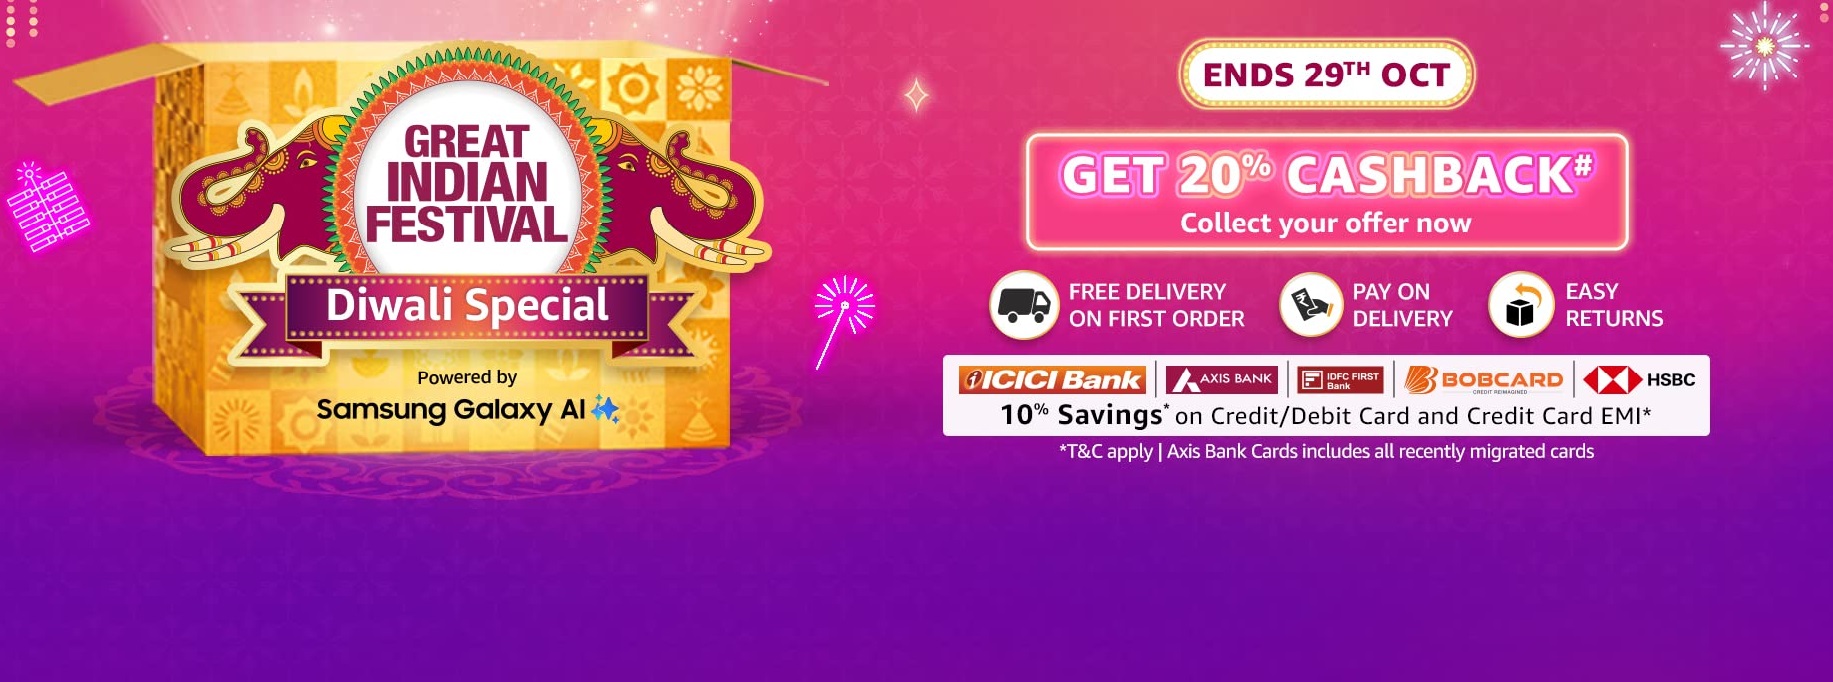 GREAT
INDIAN
FESTIVAL
Diwali Special
Powered by
Samsung Galaxy AI
ENDS 29TH OCT
GET 20% CASHBACK#
Collect your offer now
FREE DELIVERY
ON FIRST ORDER
PAY ON
DELIVERY
EASY
RETURNS
ICICI Bank
AXIS BANK
IDFC FIRST
Bank
BOBCARD
CREDIT REIMAGINED
HSBC
10% Savings* on Credit/Debit Card and Credit Card EMI*
*T&C apply | Axis Bank Cards includes all recently migrated cards